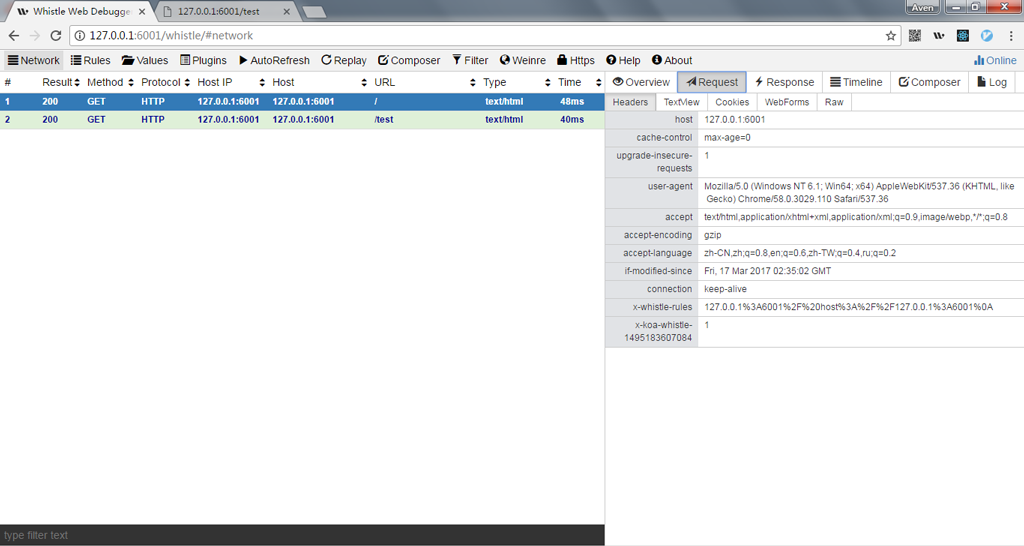 Whistle Web Debugge
127.0.0.1:6001/test
Aven
127.0.0.1:6001/whistle/#network
Network Rules Values Plugins AutoRefresh Replay Composer Filter Weinre Https Help About Online
# Result Method Protocol Host IP Host URL Type Time
1 200 GET HTTP 127.0.0.1:6001 127.0.0.1:6001 / text/html 48ms
2 200 GET HTTP 127.0.0.1:6001 127.0.0.1:6001 /test text/html 40ms
type filter text
Overview Request Response Timeline Composer Log
Headers TextView Cookies WebForms Raw
host 127.0.0.1:6001
cache-control max-age=0
upgrade-insecure- 1
requests
user-agent Mozilla/5.0 (Windows NT 6.1; Win64; x64) AppleWebKit/537.36 (KHTML, like
Gecko) Chrome/58.0.3029.110 Safari/537.36
accept text/html,application/xhtml+xml,application/xml;q=0.9,image/webp,*/*;q=0.8
accept-encoding gzip
accept-language zh-CN,zh;q=0.8,en;q=0.6,zh-TW;q=0.4,ru;q=0.2
if-modified-since Fri, 17 Mar 2017 02:35:02 GMT
connection keep-alive
x-whistle-rules 127.0.0.1%3A6001%2F%20host%3A%2F%2F127.0.0.1%3A6001%0A
x-koa-whistle- 1
1495183607084